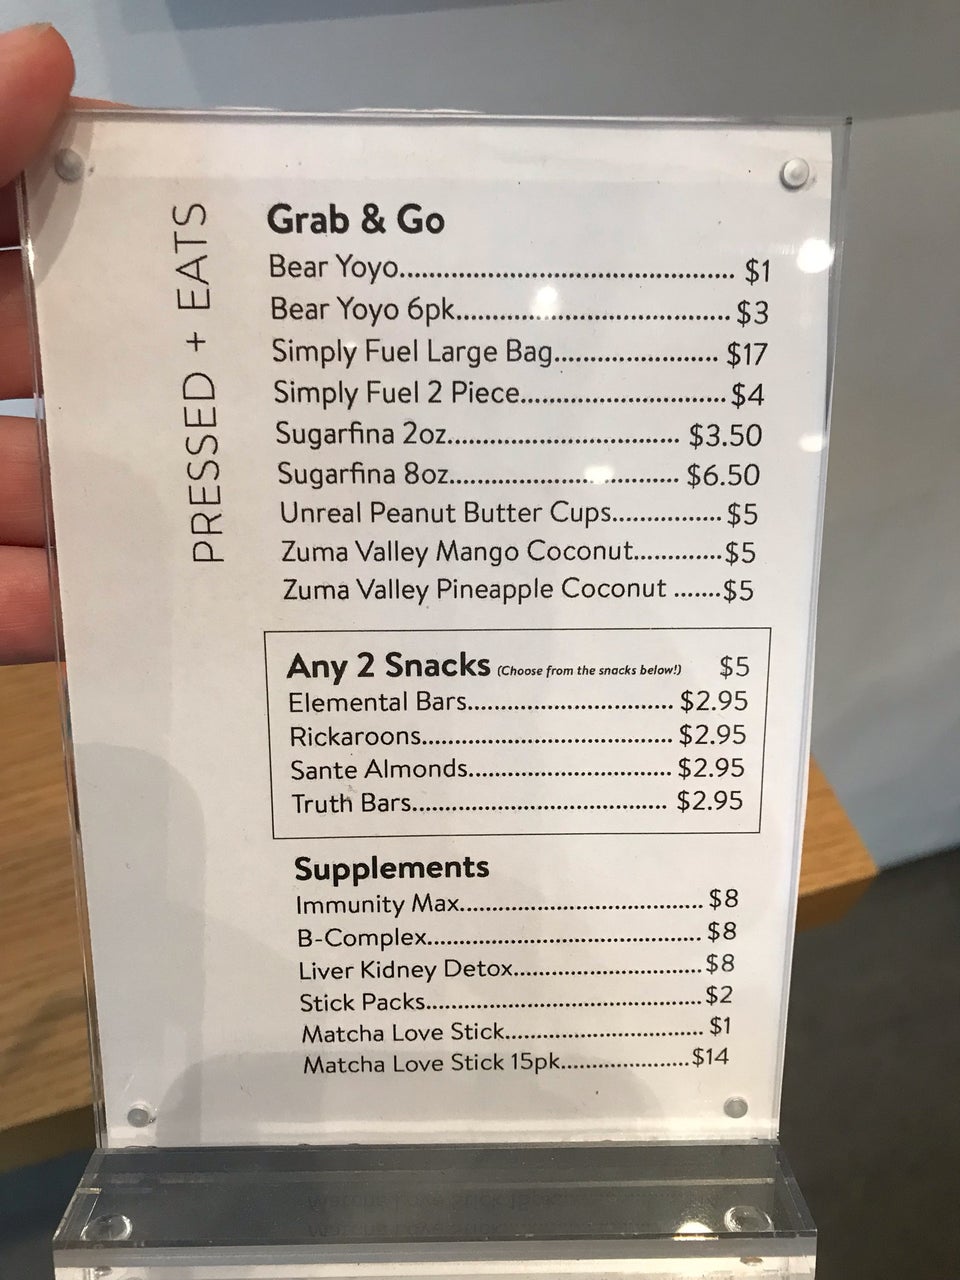 PRESSED + EATS
Grab & Go
Bear Yoyo........................................................ $1
Bear Yoyo 6pk............................................. $3
Simply Fuel Large Bag........................... $17
Simply Fuel 2 Piece.................................. $4
Sugarfina 2oz....................................... $3.50
Sugarfina 8oz....................................... $6.50
Unreal Peanut Butter Cups.................. $5
Zuma Valley Mango Coconut............. $5
Zuma Valley Pineapple Coconut ....... $5
Any 2 Snacks (Choose from the snacks below!) $5
Elemental Bars..................................... $2.95
Rickaroons............................................ $2.95
Sante Almonds..................................... $2.95
Truth Bars.............................................. $2.95
Supplements
Immunity Max........................................... $8
B-Complex................................................ $8
Liver Kidney Detox................................. $8
Stick Packs................................................ $2
Matcha Love Stick................................... $1
Matcha Love Stick 15pk...................... $14